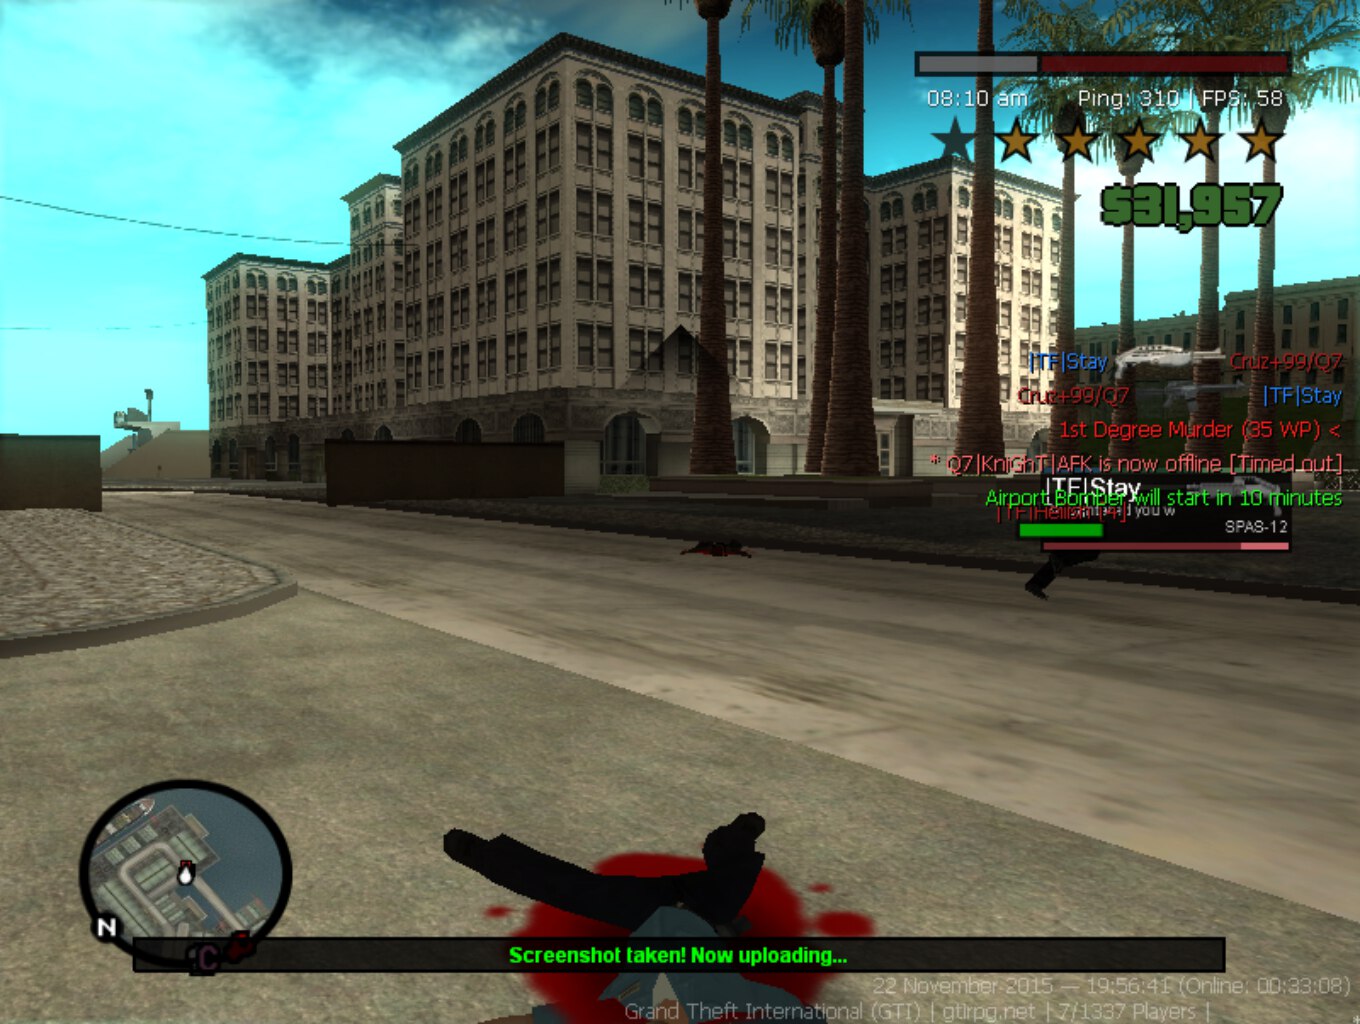 08:10 am Ping: 310 | FPS: 58
$31,957
|TF|Stay Cruz+99/Q7
Cruz+99/Q7 |TF|Stay
1st Degree Murder (35 WP) <
* Q7|KniGhT|AFK is now offline [Timed out]
|TF|Stay
Airport Bomber will start in 10 minutes
you w
SPAS-12
N
C
Screenshot taken! Now uploading...
22 November 2015 — 19:56:41 (Online: 00:33:08)
Grand Theft International (GTI) | gtirpg.net | 7/1337 Players |